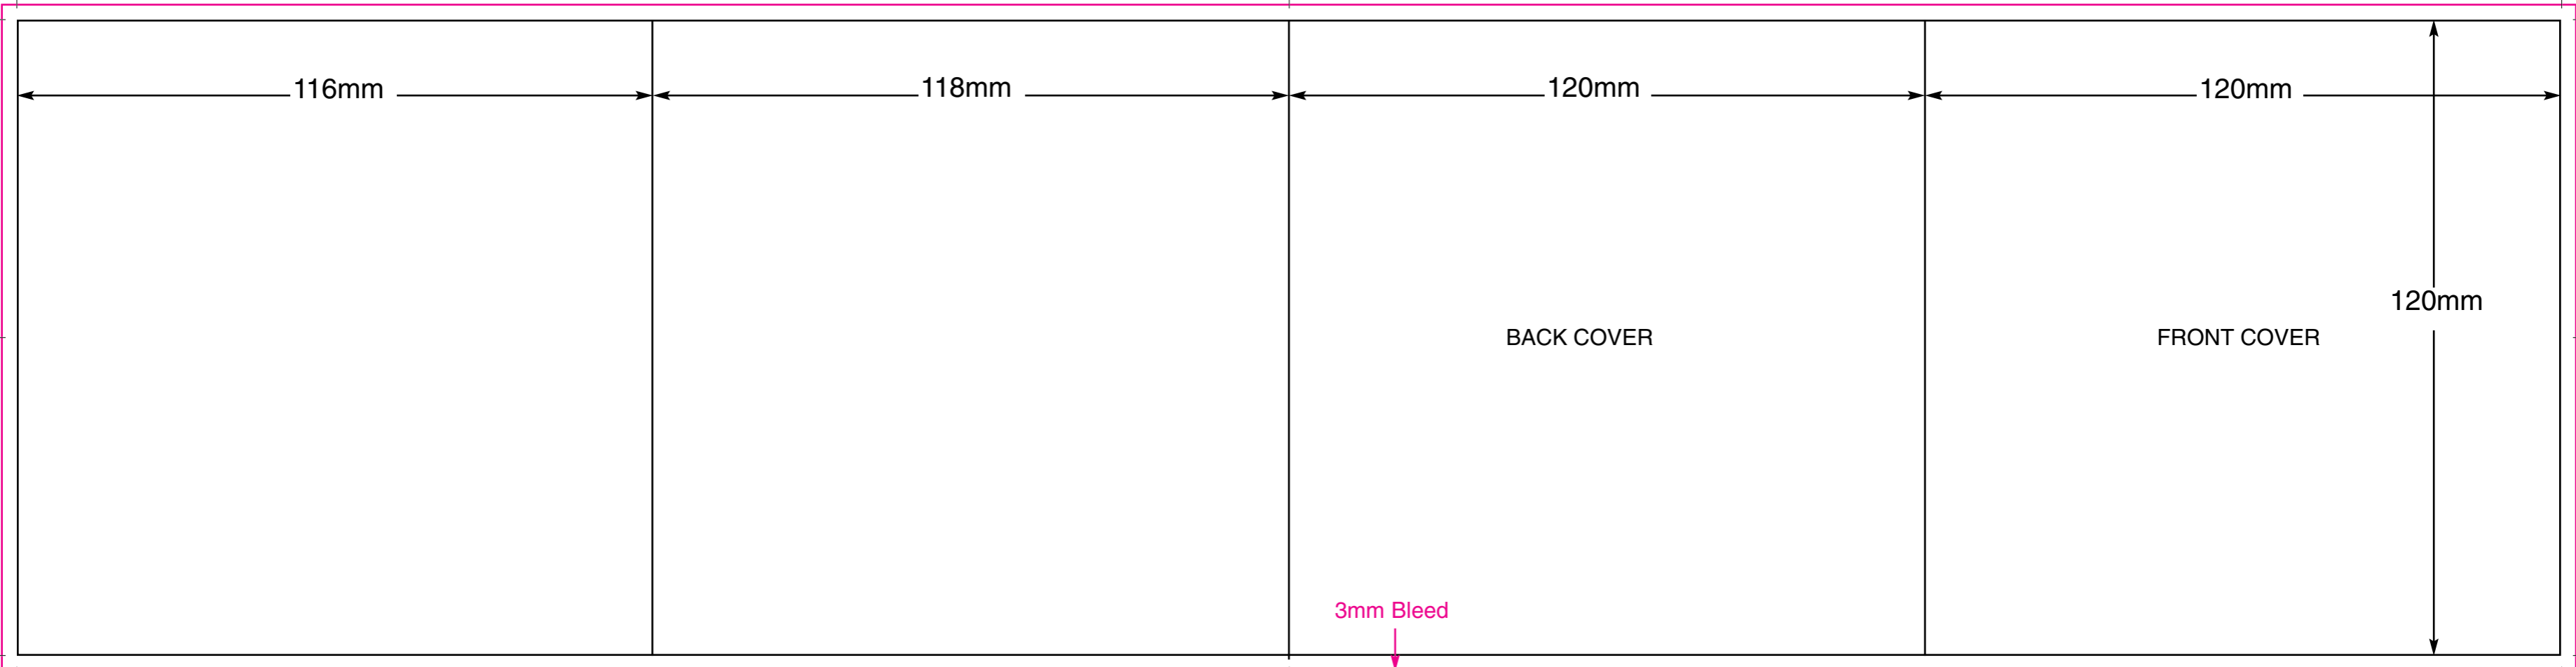 116mm
118mm
120mm
120mm
120mm
BACK COVER
FRONT COVER
3mm Bleed